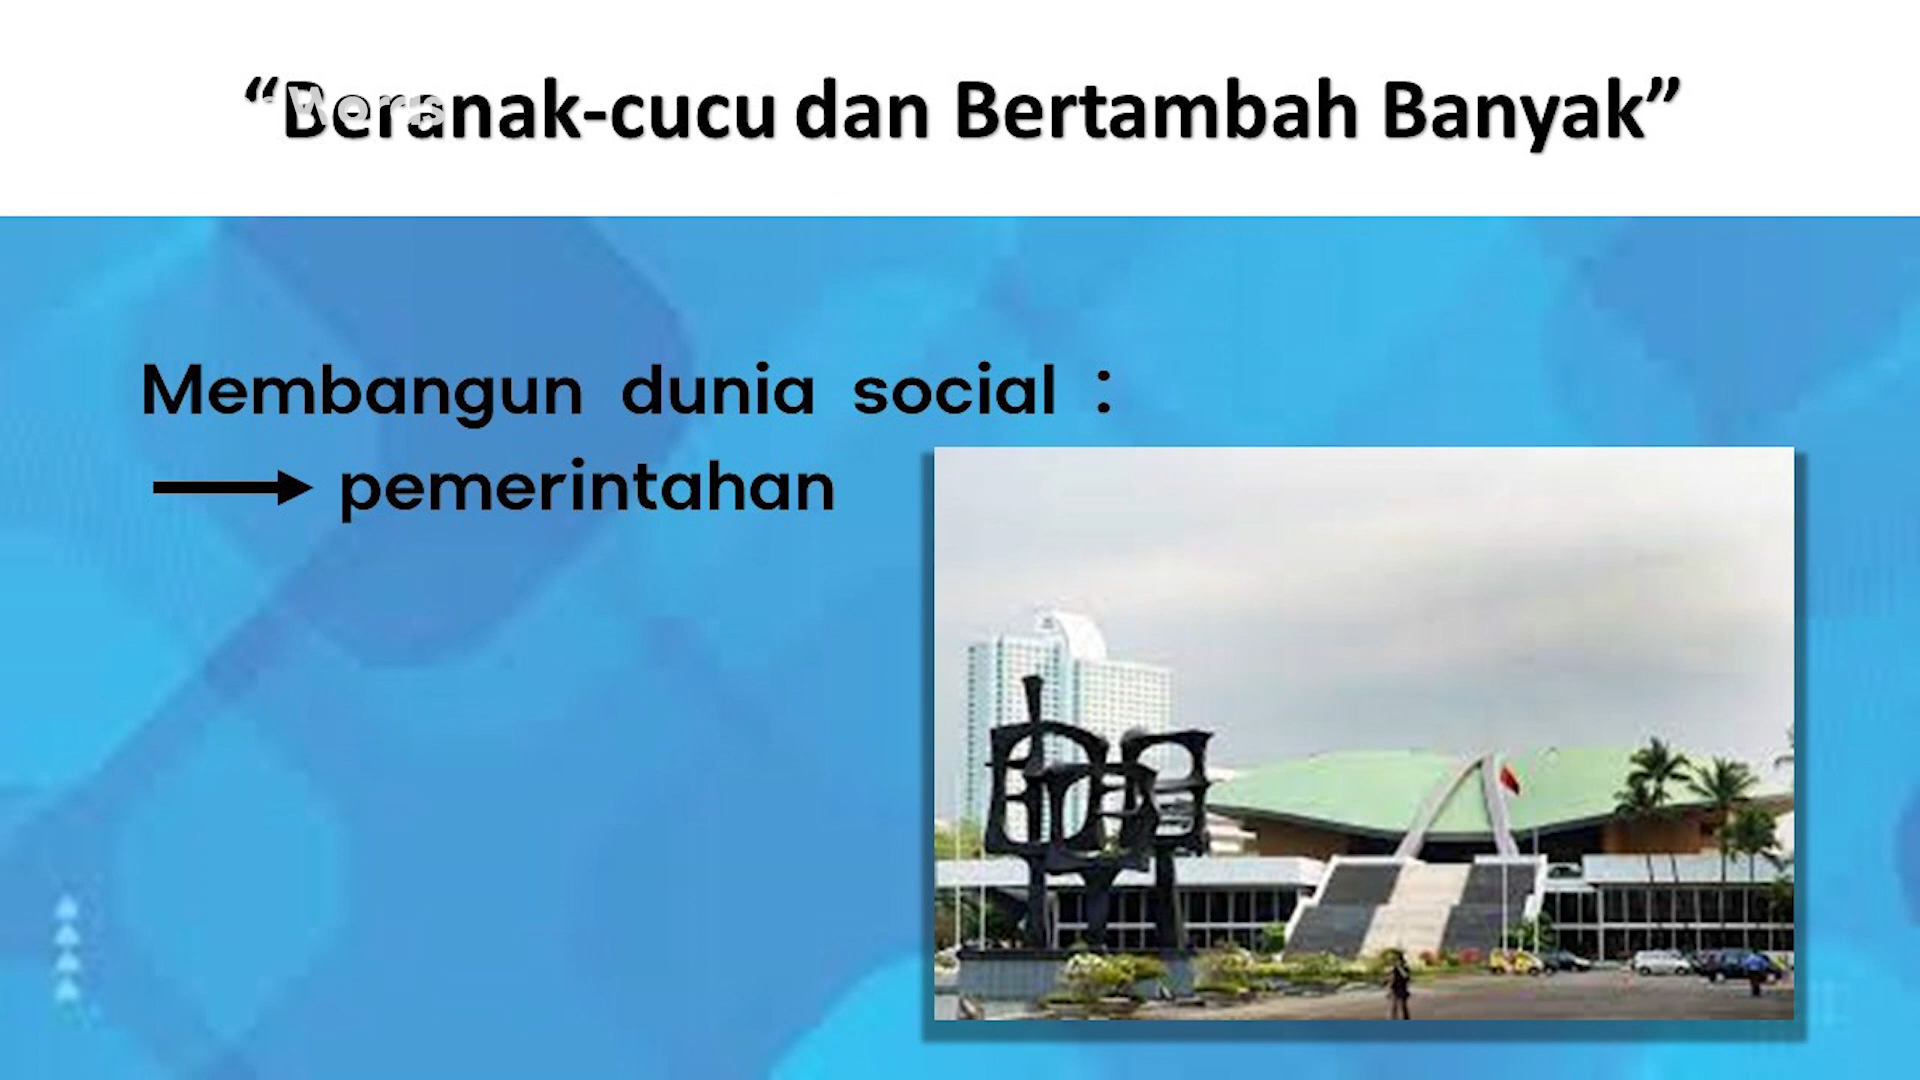 “Beranak-cucu dan Bertambah Banyak”
Membangun dunia social :
pemerintahan